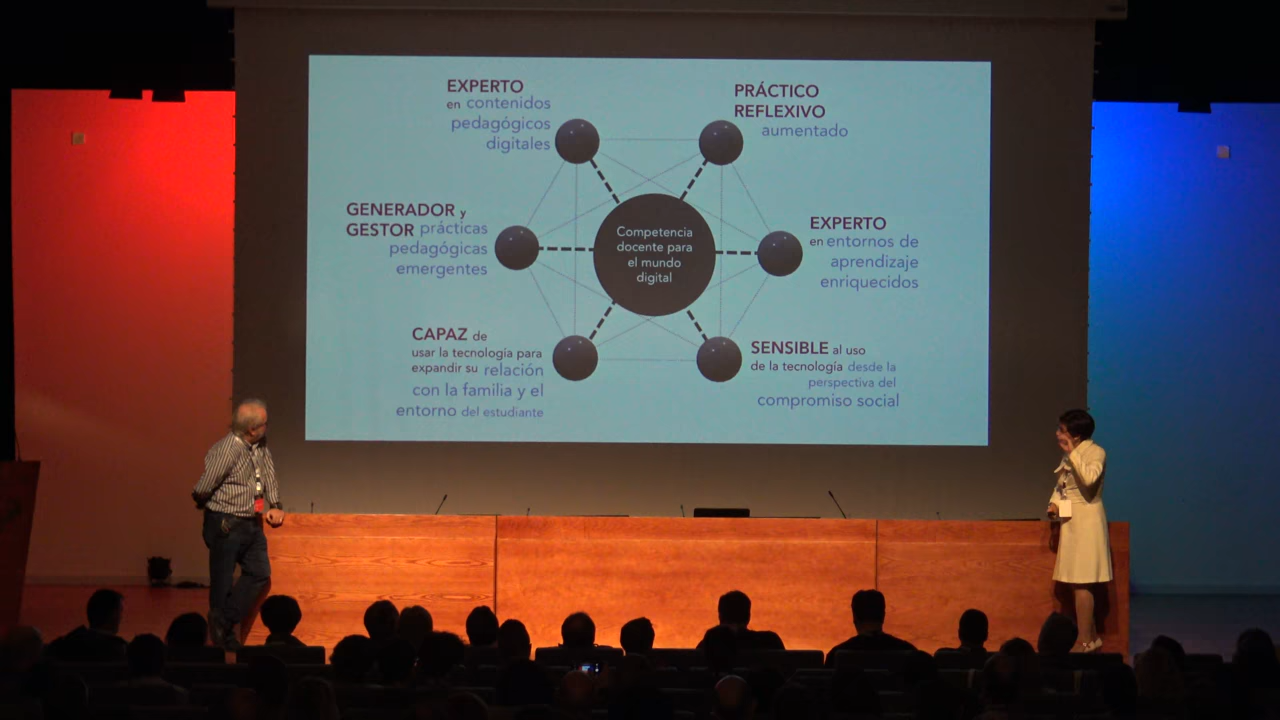 EXPERTO
en contenidos
pedagógicos
digitales
PRÁCTICO
REFLEXIVO
aumentado
GENERADOR y
GESTOR prácticas
pedagógicas
emergentes
Competencia
docente para
el mundo
digital
EXPERTO
en entornos de
aprendizaje
enriquecidos
CAPAZ de
usar la tecnología para
expandir su relación
con la familia y el
entorno del estudiante
SENSIBLE al uso
de la tecnología desde la
perspectiva del
compromiso social